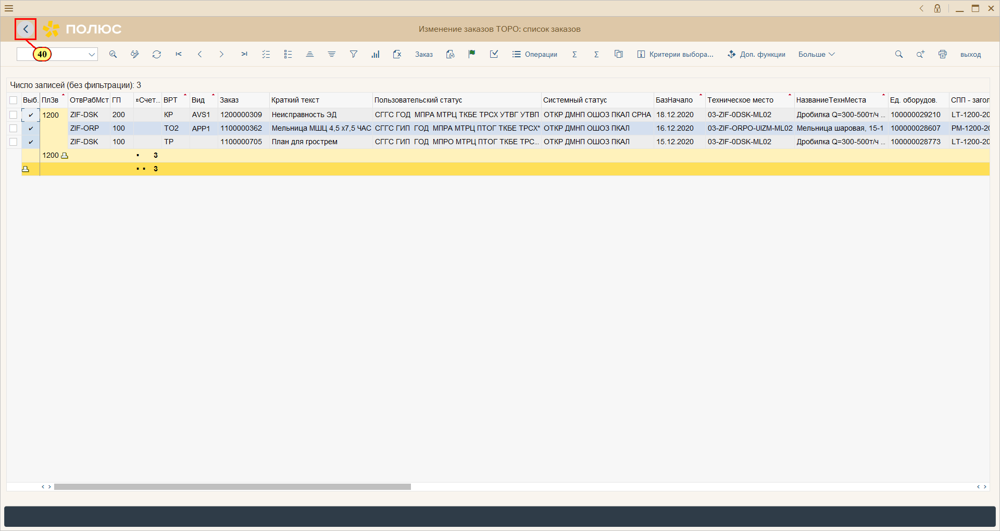 ПОЛЮС
Изменение заказов ТОРО: список заказов
40
Заказ Операции Σ Σ Критерии выбора... Доп. функции Больше выход
Число записей (без фильтрации): 3
Выб. ПлЗв ОтвРабМст ГП ¤Счет... ВРТ Вид Заказ Краткий текст Пользовательский статус Системный статус БазНачало Техническое место НазваниеТехнМеста Ед. оборудов. СПП - загол
✔ 1200 ZIF-DSK 200 КР AVS1 1200000309 Неисправность ЭД СГГС ГОД МПРА МТРЦ ТКБЕ ТРСХ УТВГ УТВП ОТКР ДМНП ОШОЗ ПКАЛ СРНА 18.12.2020 03-ZIF-0DSK-ML02 Дробилка Q=300-500т/ч ... 100000029210 LT-1200-20
✔ ZIF-ORP 100 ТО2 APP1 1100000362 Мельница МШЦ 4,5 х7,5 ЧАС СГГС ГИП ГОД МПРА МТРЦ ПТОГ ТКБЕ ТРСХ* ОТКР ДМНП ОШОЗ ПКАЛ 16.12.2020 03-ZIF-ORPO-UIZM-ML02 Мельница шаровая, 15-1 100000028607 PM-1200-20
✔ ZIF-DSK 100 ТР 1100000705 План для грострем СГГС ГИП ГОД МПРО МТРЦ ПТОГ ТКБЕ ТРС... ОТКР ДМНП ОШОЗ ПКАЛ 15.12.2020 03-ZIF-0DSK-ML02 Дробилка Q=300-500т/ч ... 100000028773 LT-1200-20
1200 ▪ 3
▪ ▪ 3